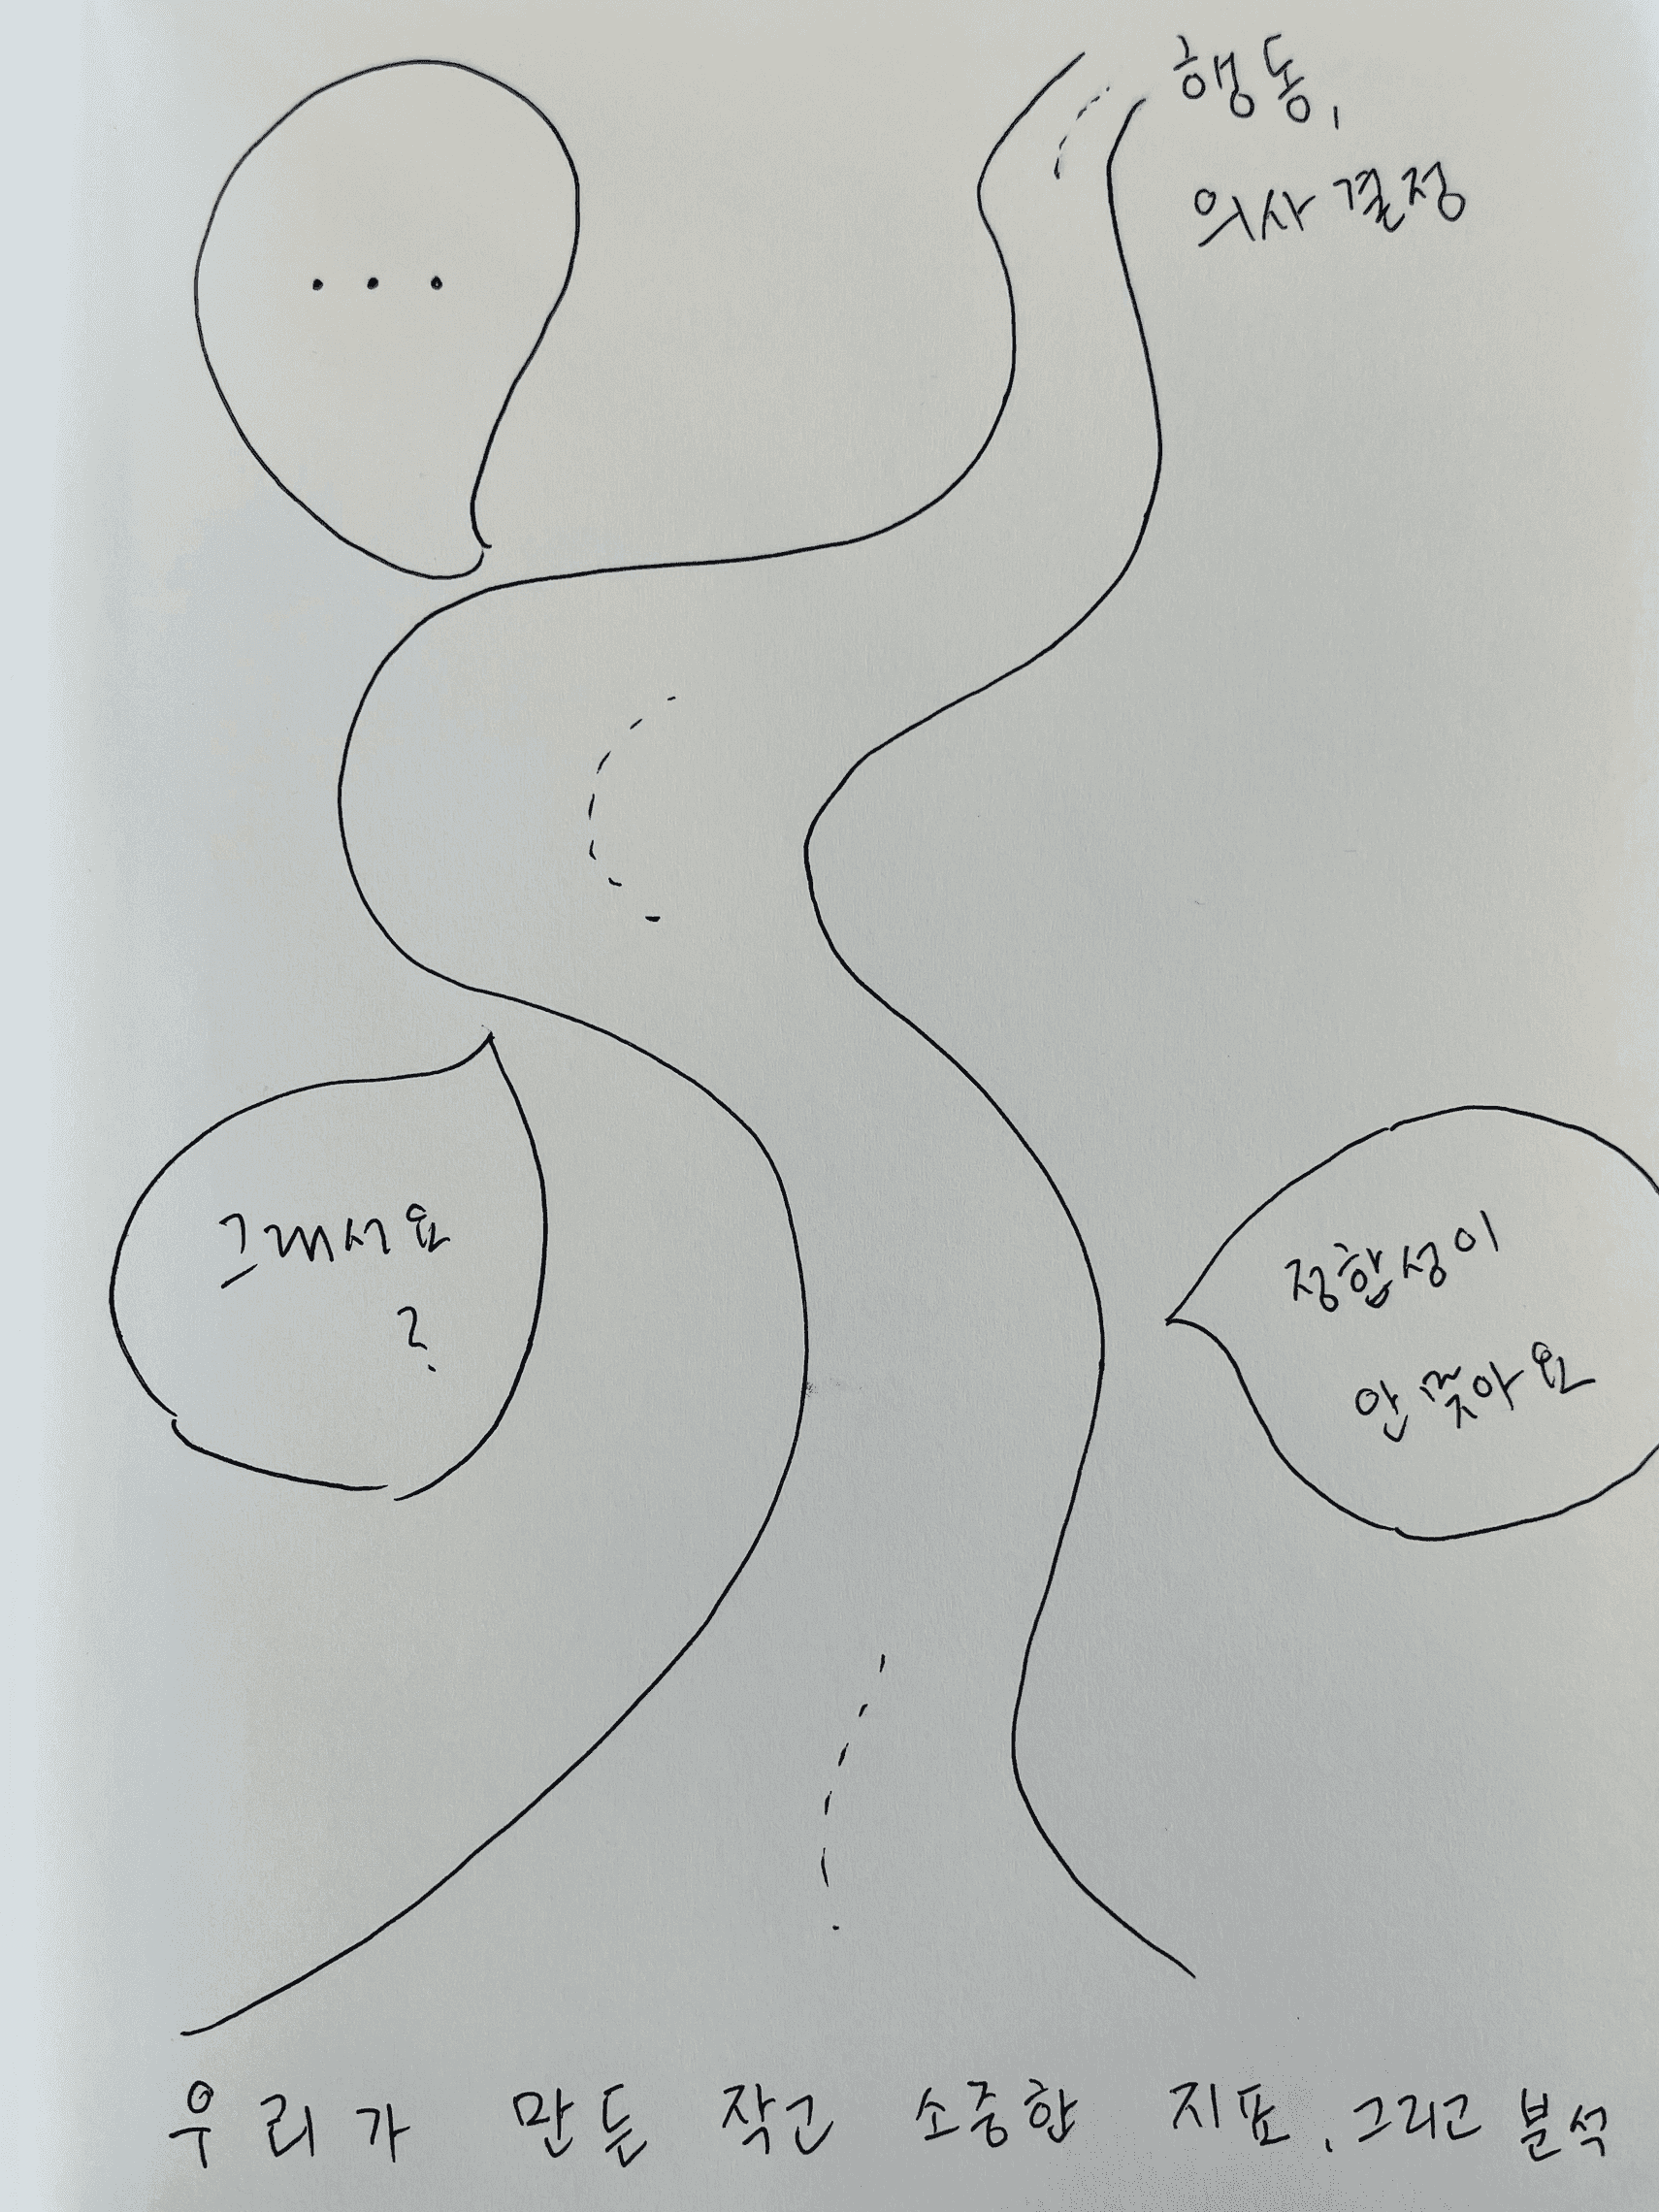 행동,
의사결정
...
그래서요
?
정합성이
안 맞아요
우리가 만든 작고 소중한 지표, 그리고 분석